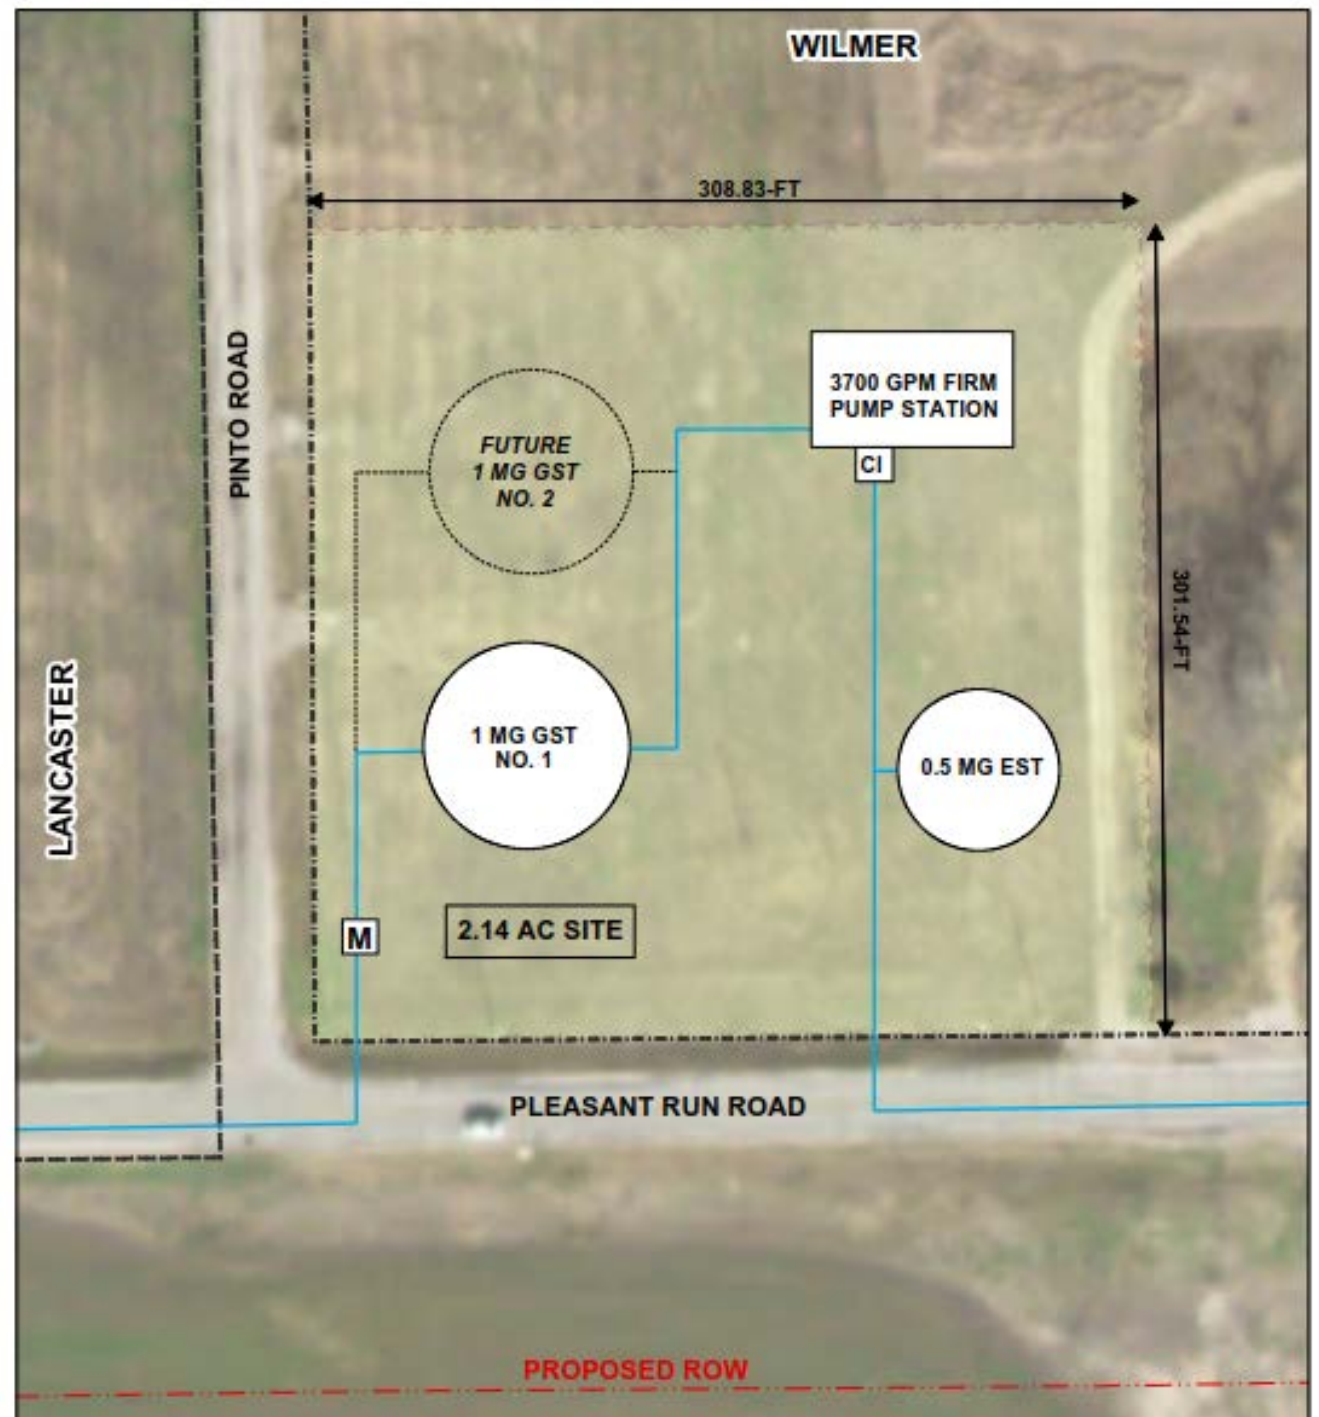 WILMER
308.83-FT
PINTO ROAD
3700 GPM FIRM
PUMP STATION
CI
FUTURE
1 MG GST
NO. 2
301.54-FT
LANCASTER
1 MG GST
NO. 1
0.5 MG EST
M
2.14 AC SITE
PLEASANT RUN ROAD
PROPOSED ROW